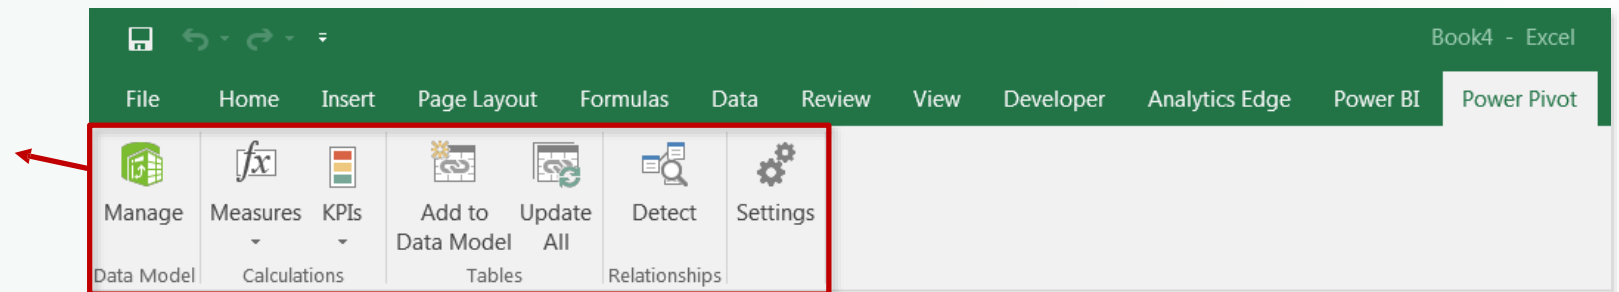 Book4 - Excel
File Home Insert Page Layout Formulas Data Review View Developer Analytics Edge Power BI Power Pivot
fx
Manage Measures KPIs Add to Data Model Update All Detect Settings
Data Model Calculations Tables Relationships